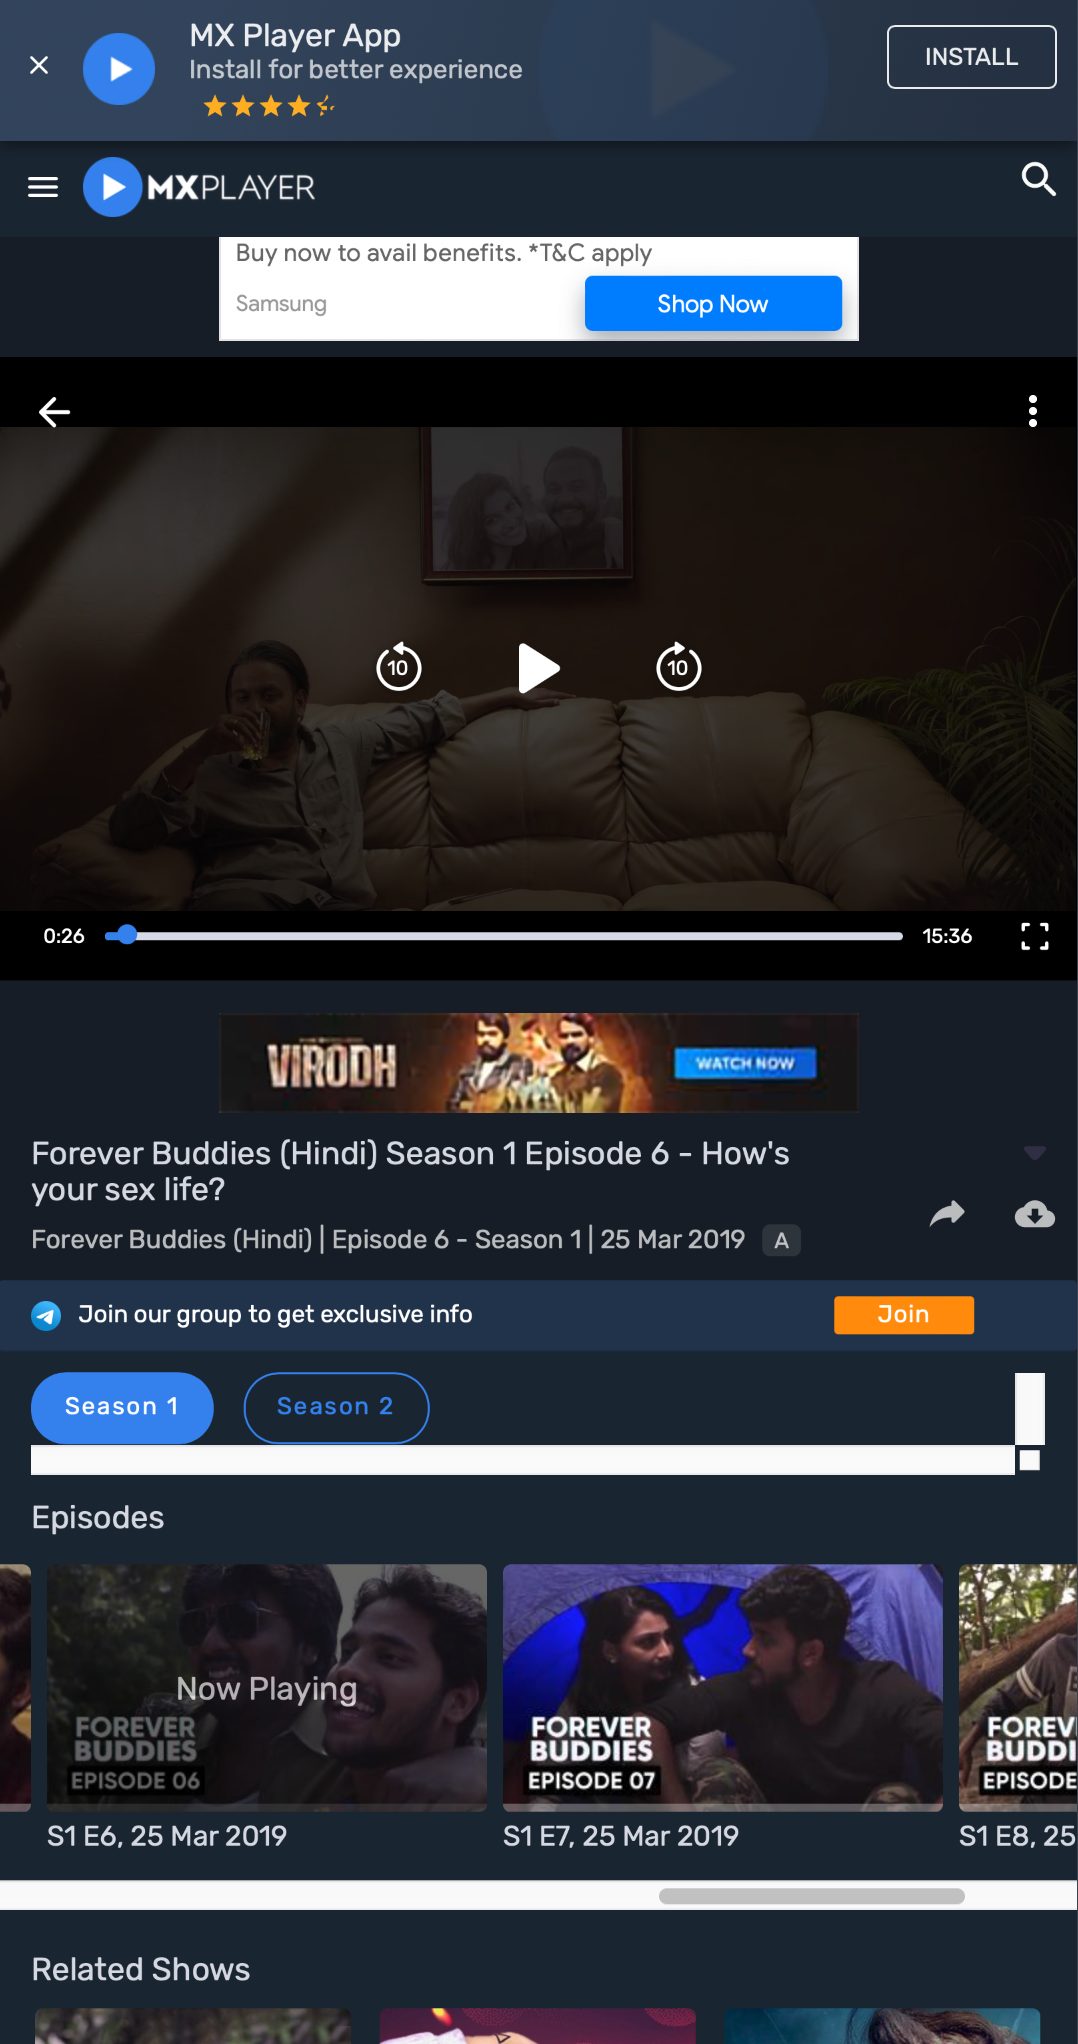 MX Player App
Install for better experience
INSTALL
MXPLAYER
Buy now to avail benefits. *T&C apply
Samsung
Shop Now
10
10
0:26
15:36
VIRODH
WATCH NOW
Forever Buddies (Hindi) Season 1 Episode 6 - How's
your sex life?
Forever Buddies (Hindi) | Episode 6 - Season 1 | 25 Mar 2019 A
Join our group to get exclusive info
Join
Season 1
Season 2
Episodes
Now Playing
FOREVER
BUDDIES
EPISODE 06
FOREVER
BUDDIES
EPISODE 07
FOREV
BUDDI
EPISODE
S1 E6, 25 Mar 2019
S1 E7, 25 Mar 2019
S1 E8, 25
Related Shows